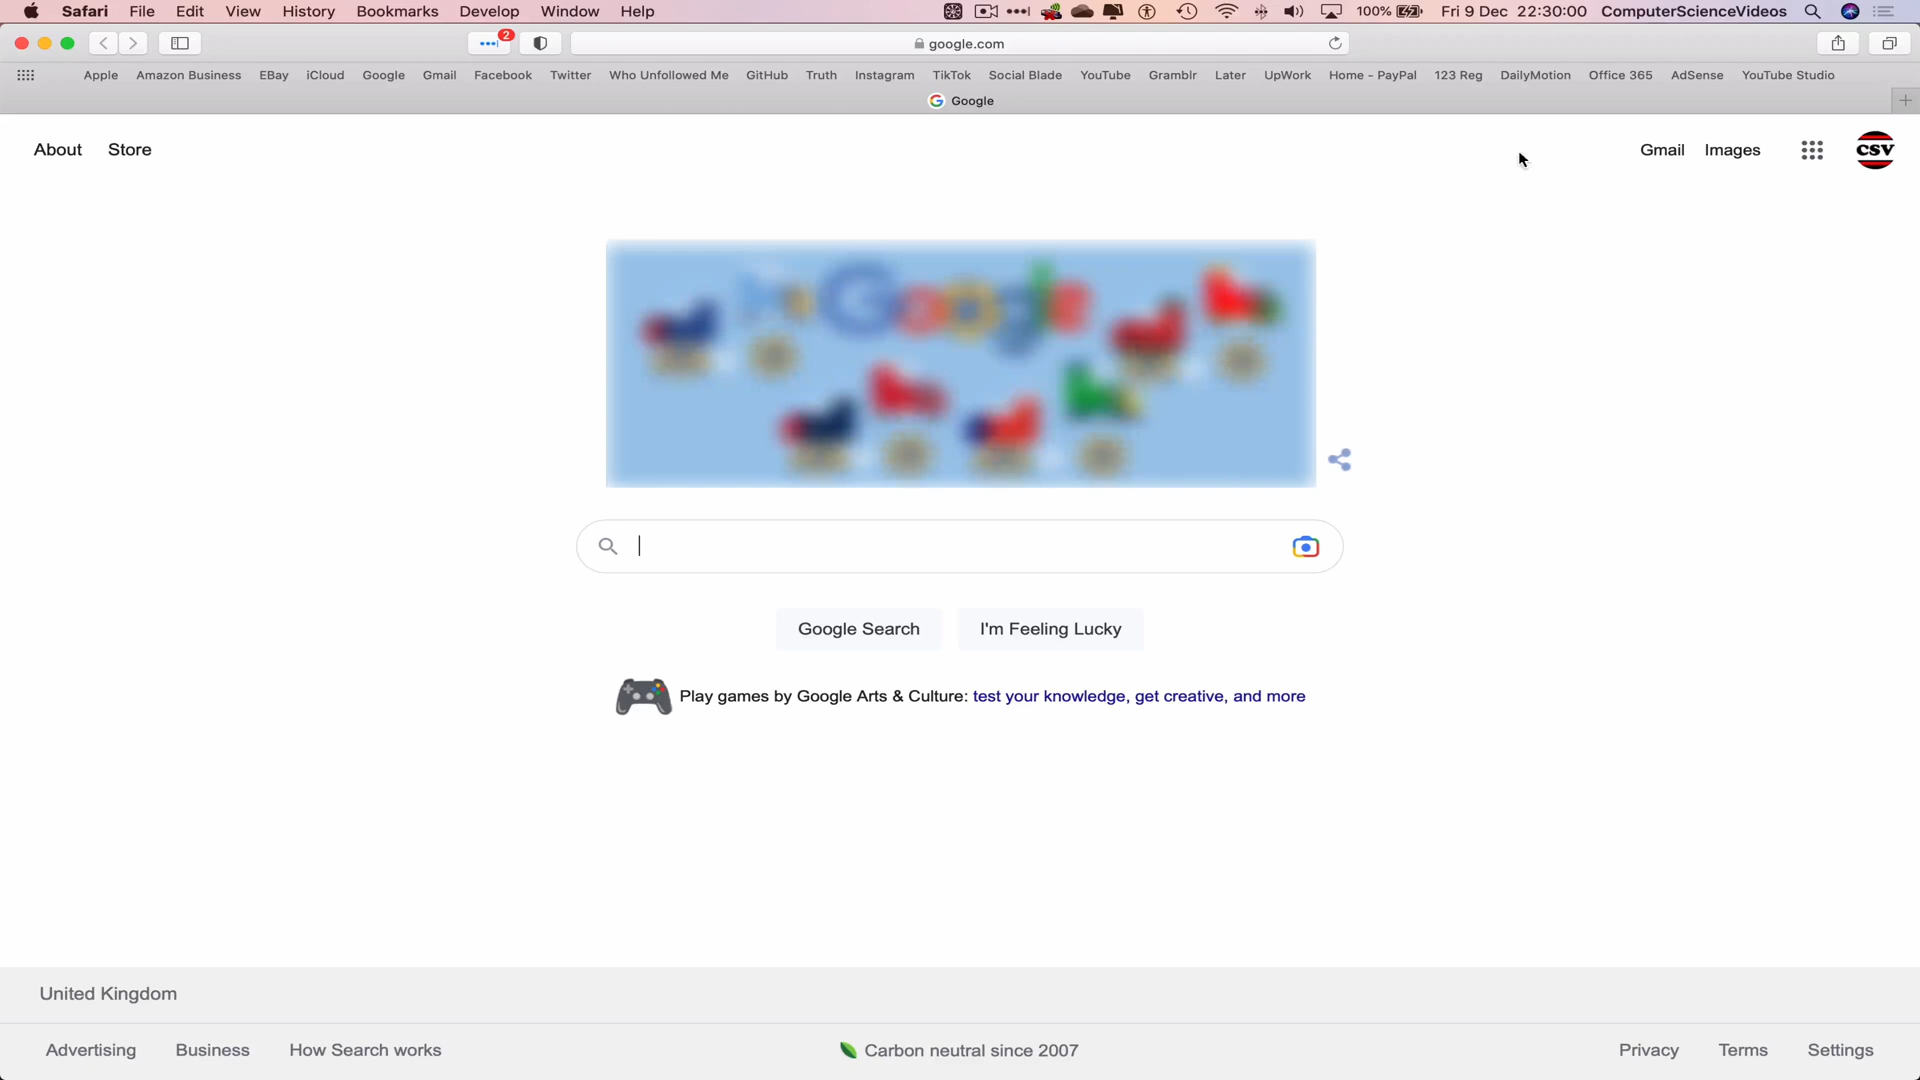 Safari File Edit View History Bookmarks Develop Window Help 100% Fri 9 Dec 22:30:00 ComputerScienceVideos
2 google.com
Apple Amazon Business EBay iCloud Google Gmail Facebook Twitter Who Unfollowed Me GitHub Truth Instagram TikTok Social Blade YouTube Gramblr Later UpWork Home - PayPal 123 Reg DailyMotion Office 365 AdSense YouTube Studio
Google
About Store Gmail Images CSV
Google
Google Search I'm Feeling Lucky
Play games by Google Arts & Culture: test your knowledge, get creative, and more
United Kingdom
Advertising Business How Search works Carbon neutral since 2007 Privacy Terms Settings